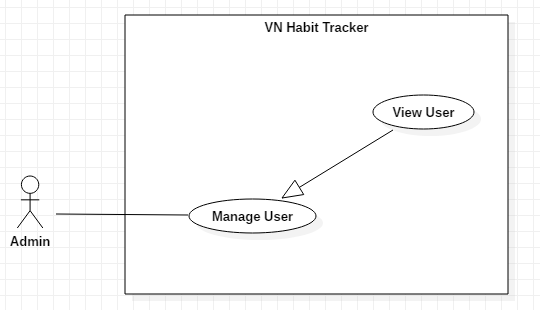 VN Habit Tracker
View User
Manage User
Admin